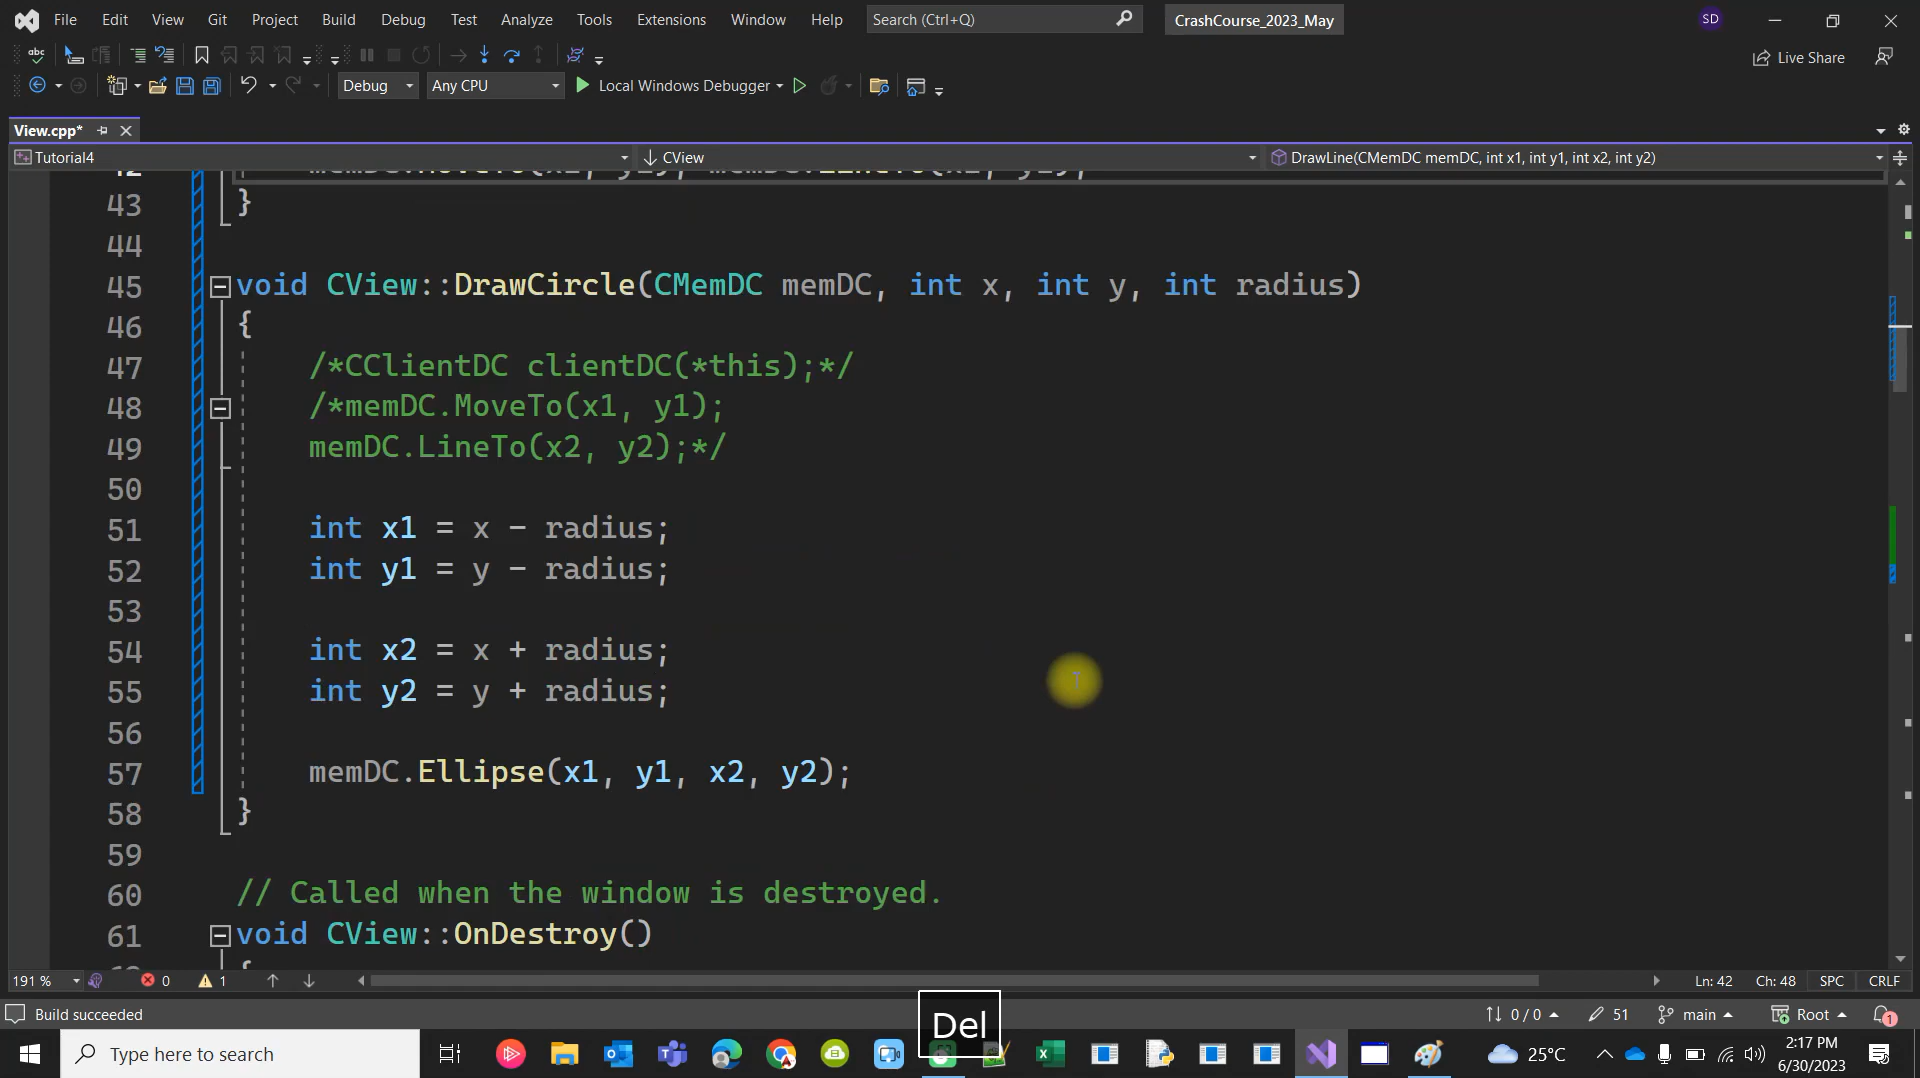 File Edit View Git Project Build Debug Test Analyze Tools Extensions Window Help Search (Ctrl+Q) CrashCourse_2023_May SD
Live Share
Debug Any CPU Local Windows Debugger
View.cpp*
Tutorial4 CView DrawLine(CMemDC memDC, int x1, int y1, int x2, int y2)
43 }
44
45 void CView::DrawCircle(CMemDC memDC, int x, int y, int radius)
46 {
47 /*CClientDC clientDC(*this);*/
48 /*memDC.MoveTo(x1, y1);
49 memDC.LineTo(x2, y2);*/
50
51 int x1 = x - radius;
52 int y1 = y - radius;
53
54 int x2 = x + radius;
55 int y2 = y + radius;
56
57 memDC.Ellipse(x1, y1, x2, y2);
58 }
59
60 // Called when the window is destroyed.
61 void CView::OnDestroy()
191 % 0 1 Ln: 42 Ch: 48 SPC CRLF
Build succeeded 0 / 0 51 main Root 1
Del
Type here to search 25°C 2:17 PM
6/30/2023